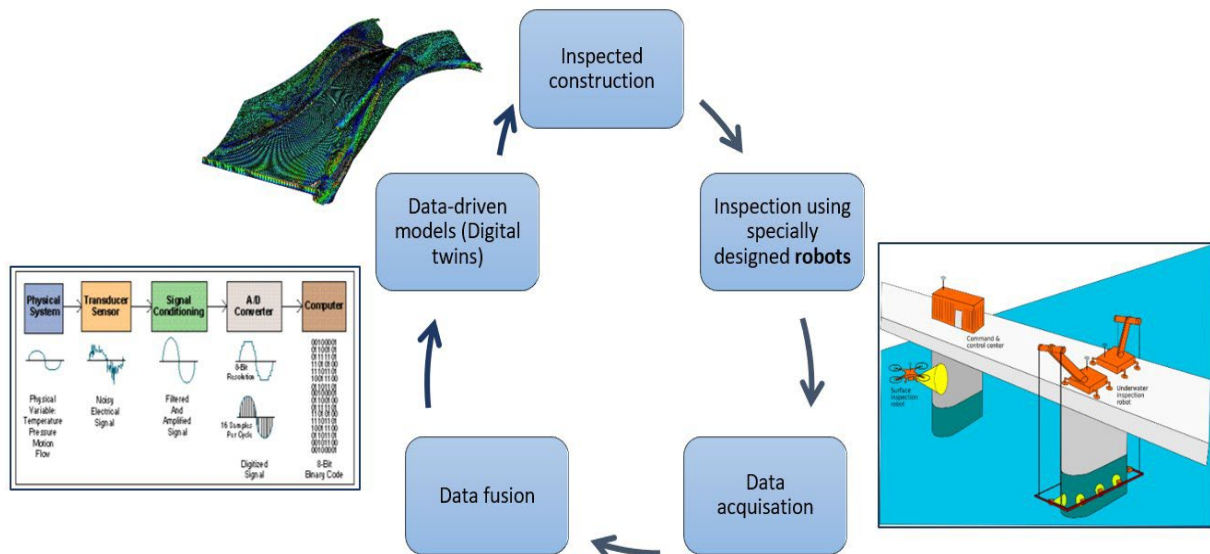 Inspected
construction
Inspection using
specially
designed robots
Data
acquisation
Data fusion
Data-driven
models (Digital
twins)
Physical
System
Transducer
Sensor
Signal
Conditioning
A/D
Converter
Computer
8-Bit
Resolution
16 Samples
Per Cycle
Physical
Variable:
Temperature
Pressure
Motion
Flow
Noisy
Electrical
Signal
Filtered
And
Amplified
Signal
Digitized
Signal
8-Bit
Binary Code
Command &
control center
Surface
inspection
robot
Underwater
inspection
robot